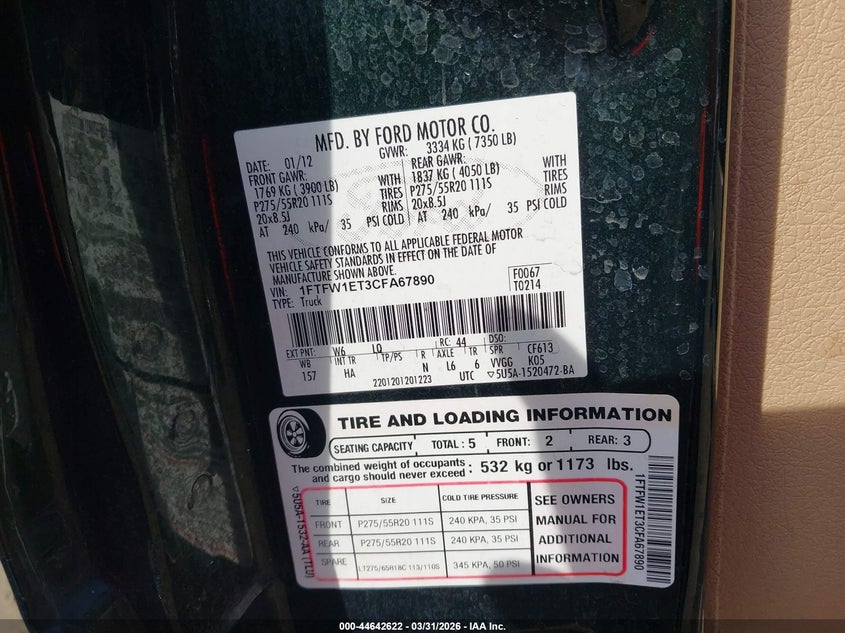 MFD. BY FORD MOTOR CO.
DATE: 01/12 GVWR: 3334 KG ( 7350 LB)
FRONT GAWR: REAR GAWR:
1769 KG ( 3900 LB) WITH 1837 KG ( 4050 LB) WITH
P275/55R20 111S TIRES P275/55R20 111S TIRES
20x8.5J RIMS 20x8.5J RIMS
AT 240 kPa/ 35 PSI COLD AT 240 kPa/ 35 PSI COLD
THIS VEHICLE CONFORMS TO ALL APPLICABLE FEDERAL MOTOR
VEHICLE SAFETY STANDARDS IN EFFECT ON THE DATE OF
MANUFACTURE SHOWN ABOVE.
VIN: 1FTFW1ET3CFA67890 F0067
TYPE: Truck T0214
EXT PNT: W6 LQ RC: 44 DSO:
WB INT TR TP/PS R AXLE TR SPR CF613
157 HA N L6 6 VVGG K05
2201201201223 UTC ▽5U5A-1520472-BA
TIRE AND LOADING INFORMATION
SEATING CAPACITY TOTAL : 5 FRONT: 2 REAR: 3
The combined weight of occupants
and cargo should never exceed : 532 kg or 1173 lbs.
TIRE SIZE COLD TIRE PRESSURE
FRONT P275/55R20 111S 240 KPA, 35 PSI
REAR P275/55R20 111S 240 KPA, 35 PSI
SPARE LT275/65R18C 113/110S 345 KPA, 50 PSI
SEE OWNERS
MANUAL FOR
ADDITIONAL
INFORMATION
▽5U5A-1532-AA (TLU)
1FTFW1ET3CFA67890
000-44642622 - 03/31/2026 - IAA Inc.